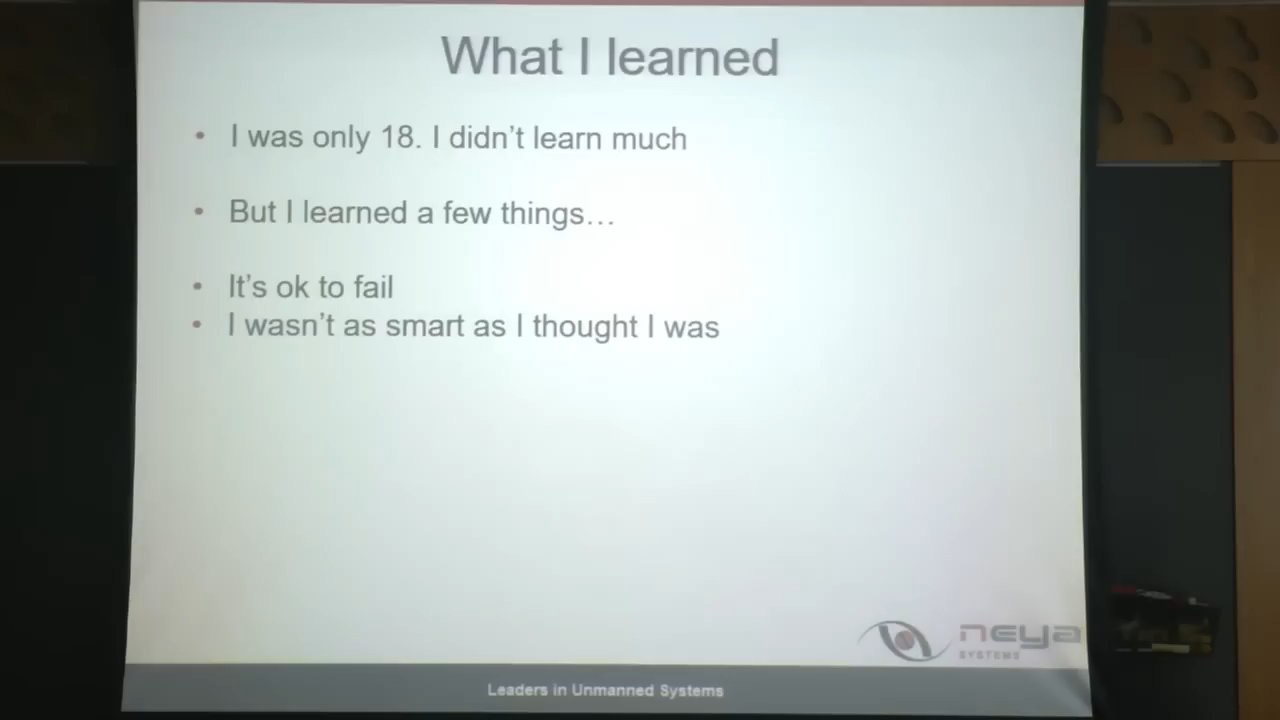 What I learned
• I was only 18. I didn't learn much
• But I learned a few things…
• It's ok to fail
• I wasn't as smart as I thought I was
neya
SYSTEMS
Leaders in Unmanned Systems